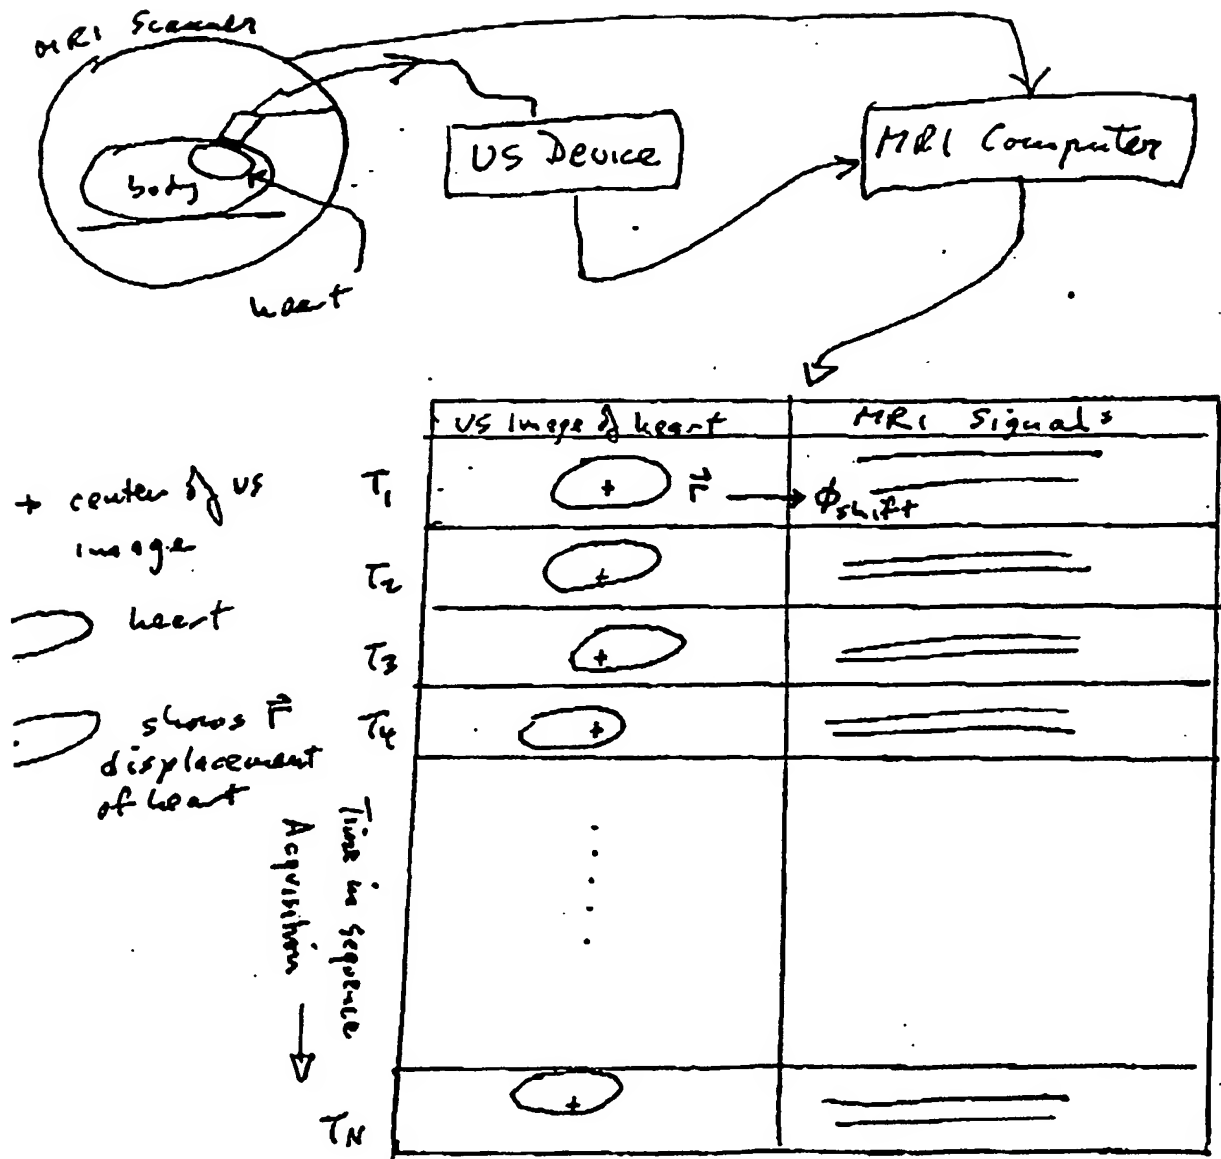 MRI Scanner
body
heart
US Device
MRI Computer
US Image of heart
MRI Signals
+ center of US
image
heart
shows r⃗
displacement
of heart
T₁
r⃗ → ϕshift
T₂
T₃
T₄
Time in sequence
Acquisition
T_N